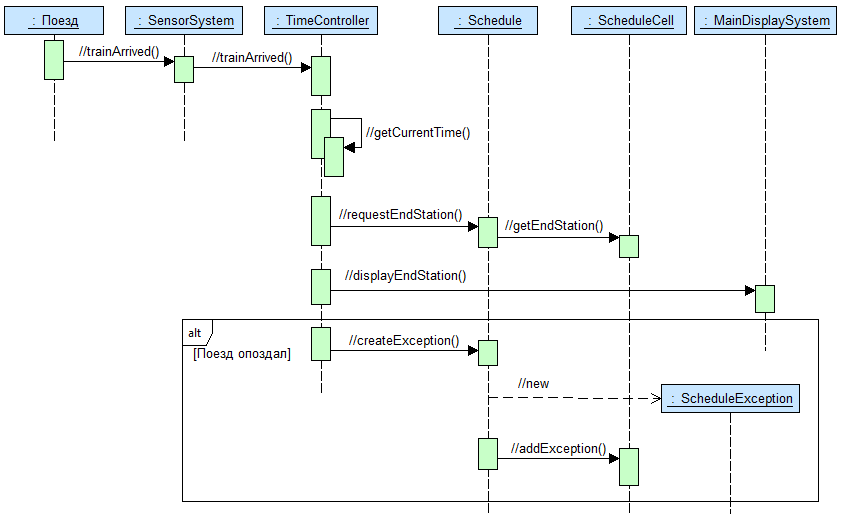 : Поезд
: SensorSystem
: TimeController
: Schedule
: ScheduleCell
: MainDisplaySystem
//trainArrived()
//trainArrived()
//getCurrentTime()
//requestEndStation()
//getEndStation()
//displayEndStation()
alt
[Поезд опоздал]
//createException()
//new
: ScheduleException
//addException()